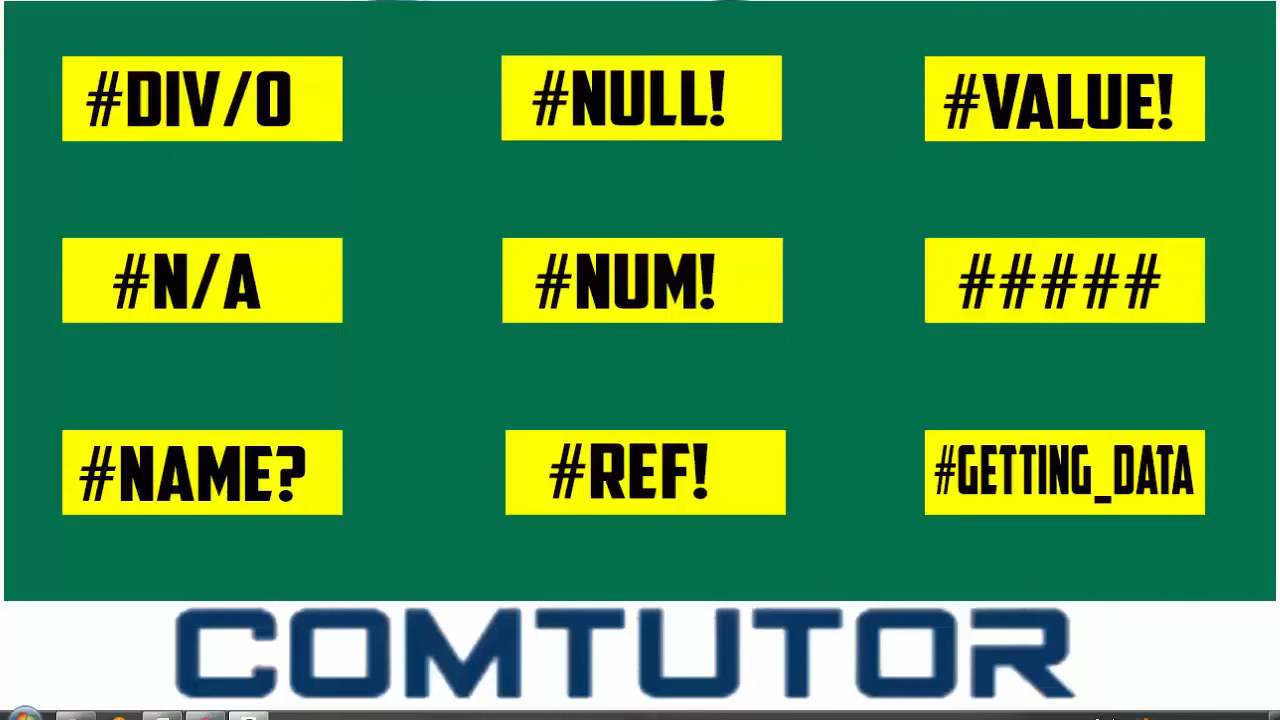 #DIV/0 #NULL! #VALUE!
#N/A #NUM! #####
#NAME? #REF! #GETTING_DATA
COMTUTOR